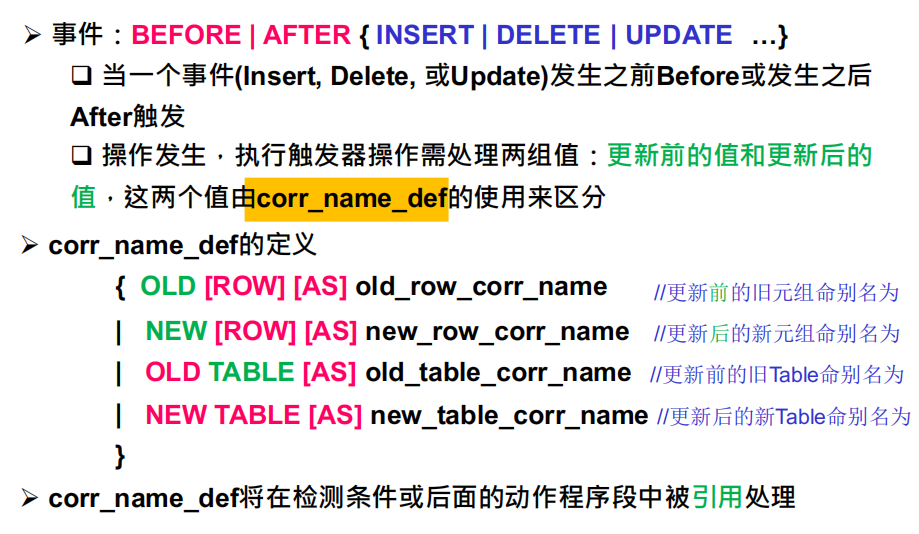 ➢ 事件：BEFORE | AFTER { INSERT | DELETE | UPDATE …}
❑ 当一个事件(Insert, Delete, 或Update)发生之前Before或发生之后
After触发
❑ 操作发生，执行触发器操作需处理两组值：更新前的值和更新后的
值，这两个值由corr_name_def的使用来区分
➢ corr_name_def的定义
{ OLD [ROW] [AS] old_row_corr_name //更新前的旧元组命别名为
| NEW [ROW] [AS] new_row_corr_name //更新后的新元组命别名为
| OLD TABLE [AS] old_table_corr_name //更新前的旧Table命别名为
| NEW TABLE [AS] new_table_corr_name //更新后的新Table命别名为
}
➢ corr_name_def将在检测条件或后面的动作程序段中被引用处理